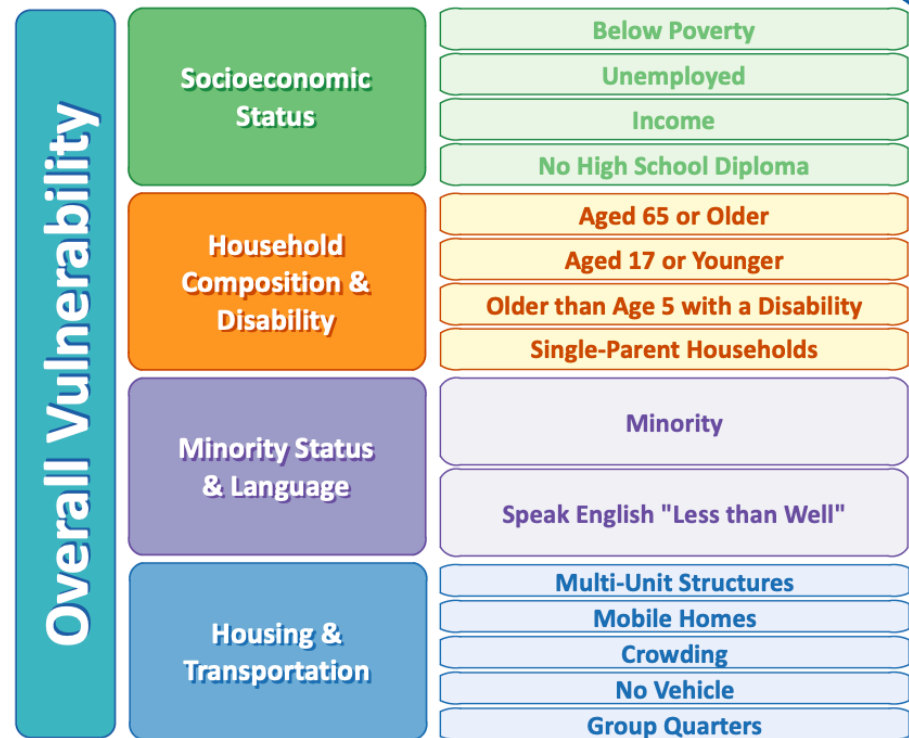 Overall Vulnerability
Socioeconomic
Status
Below Poverty
Unemployed
Income
No High School Diploma
Household
Composition &
Disability
Aged 65 or Older
Aged 17 or Younger
Older than Age 5 with a Disability
Single-Parent Households
Minority Status
& Language
Minority
Speak English "Less than Well"
Housing &
Transportation
Multi-Unit Structures
Mobile Homes
Crowding
No Vehicle
Group Quarters